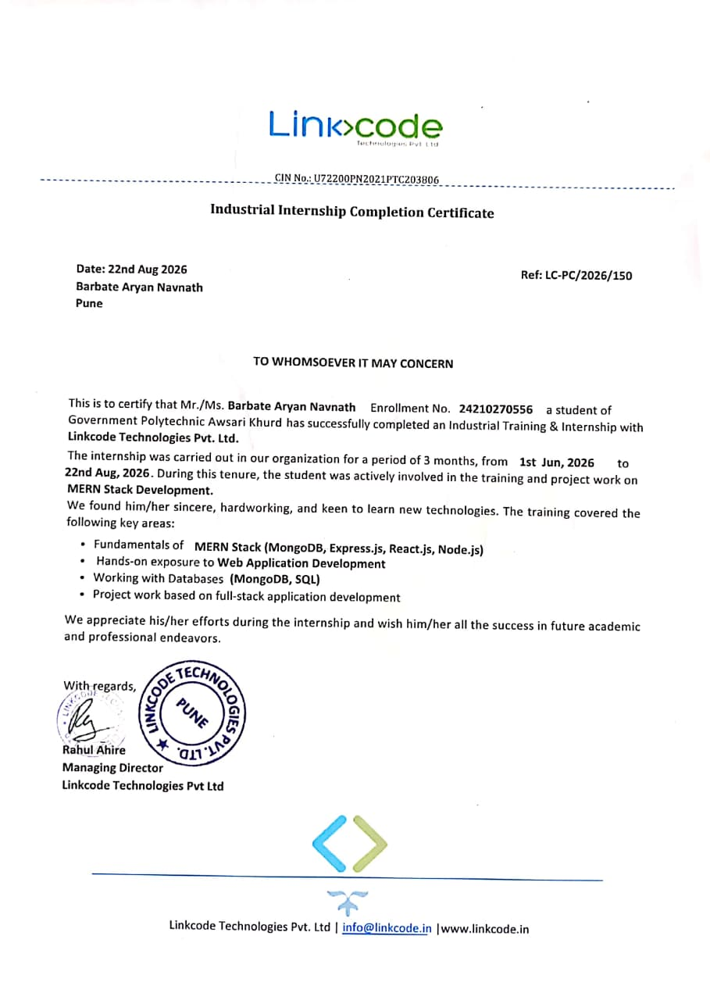 Link>code
Technologies Pvt Ltd
CIN No.: U72200PN2021PTC203806
Industrial Internship Completion Certificate
Date: 22nd Aug 2026
Ref: LC-PC/2026/150
Barbate Aryan Navnath
Pune
TO WHOMSOEVER IT MAY CONCERN
This is to certify that Mr./Ms. Barbate Aryan Navnath Enrollment No. 24210270556 a student of
Government Polytechnic Awsari Khurd has successfully completed an Industrial Training & Internship with
Linkcode Technologies Pvt. Ltd.
The internship was carried out in our organization for a period of 3 months, from 1st Jun, 2026 to
22nd Aug, 2026. During this tenure, the student was actively involved in the training and project work on
MERN Stack Development.
We found him/her sincere, hardworking, and keen to learn new technologies. The training covered the
following key areas:
• Fundamentals of MERN Stack (MongoDB, Express.js, React.js, Node.js)
• Hands-on exposure to Web Application Development
• Working with Databases (MongoDB, SQL)
• Project work based on full-stack application development
We appreciate his/her efforts during the internship and wish him/her all the success in future academic
and professional endeavors.
With regards,
LINKCODE TECHNOLOGIES PVT. LTD.
PUNE
Rahul Ahire
Managing Director
Linkcode Technologies Pvt Ltd
Linkcode Technologies Pvt. Ltd | info@linkcode.in |www.linkcode.in